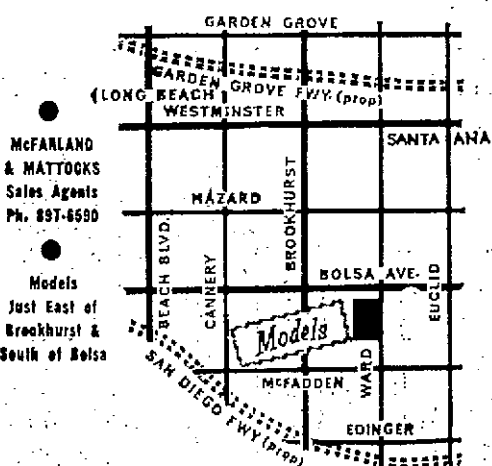 GARDEN GROVE
GARDEN GROVE FWY (prop)
(LONG BEACH)
WESTMINSTER
SANTA ANA
McFARLAND
& MATTOCKS
Sales Agents
Ph. 897-6590
HAZARD
BROOKHURST
BEACH BLVD.
CANNERY
BOLSA AVE.
EUCLID
Models
Just East of
Brookhurst &
South of Bolsa
Models
WARD
McFADDEN
SAN DIEGO FWY (prop)
EDINGER